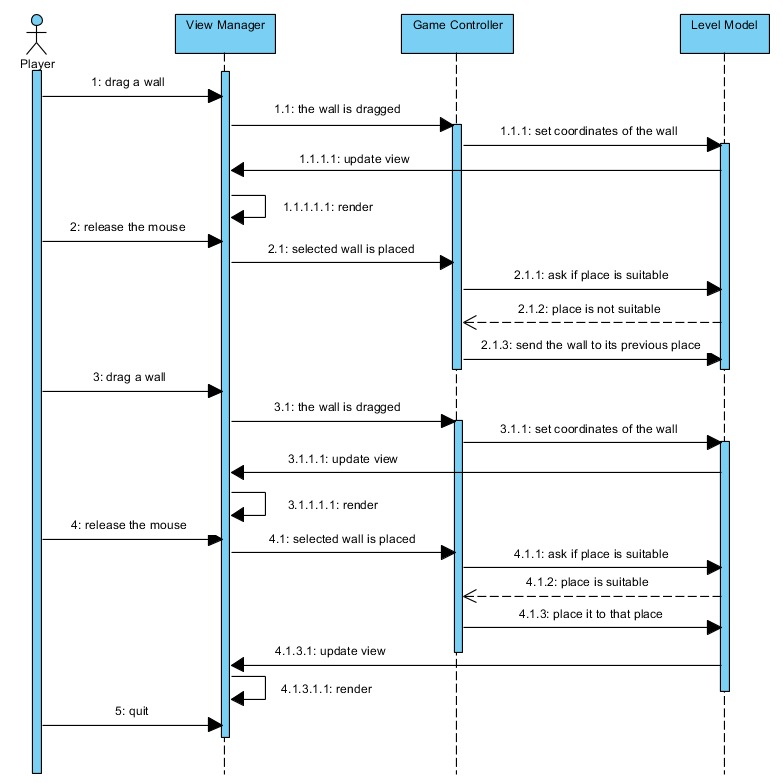 View Manager
Game Controller
Level Model
Player
1: drag a wall
1.1: the wall is dragged
1.1.1: set coordinates of the wall
1.1.1.1: update view
1.1.1.1.1: render
2: release the mouse
2.1: selected wall is placed
2.1.1: ask if place is suitable
2.1.2: place is not suitable
2.1.3: send the wall to its previous place
3: drag a wall
3.1: the wall is dragged
3.1.1: set coordinates of the wall
3.1.1.1: update view
3.1.1.1.1: render
4: release the mouse
4.1: selected wall is placed
4.1.1: ask if place is suitable
4.1.2: place is suitable
4.1.3: place it to that place
4.1.3.1: update view
4.1.3.1.1: render
5: quit